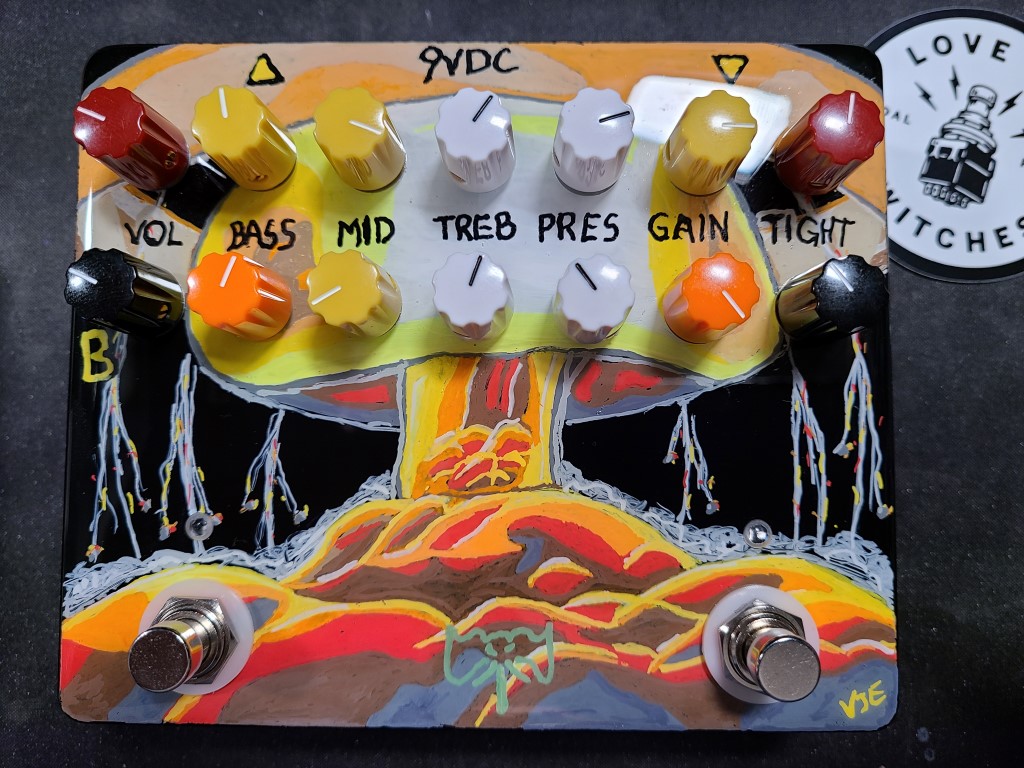 9VDC
VOL BASS MID TREB PRES GAIN TIGHT
B
VJE
LOVE
WITCHES